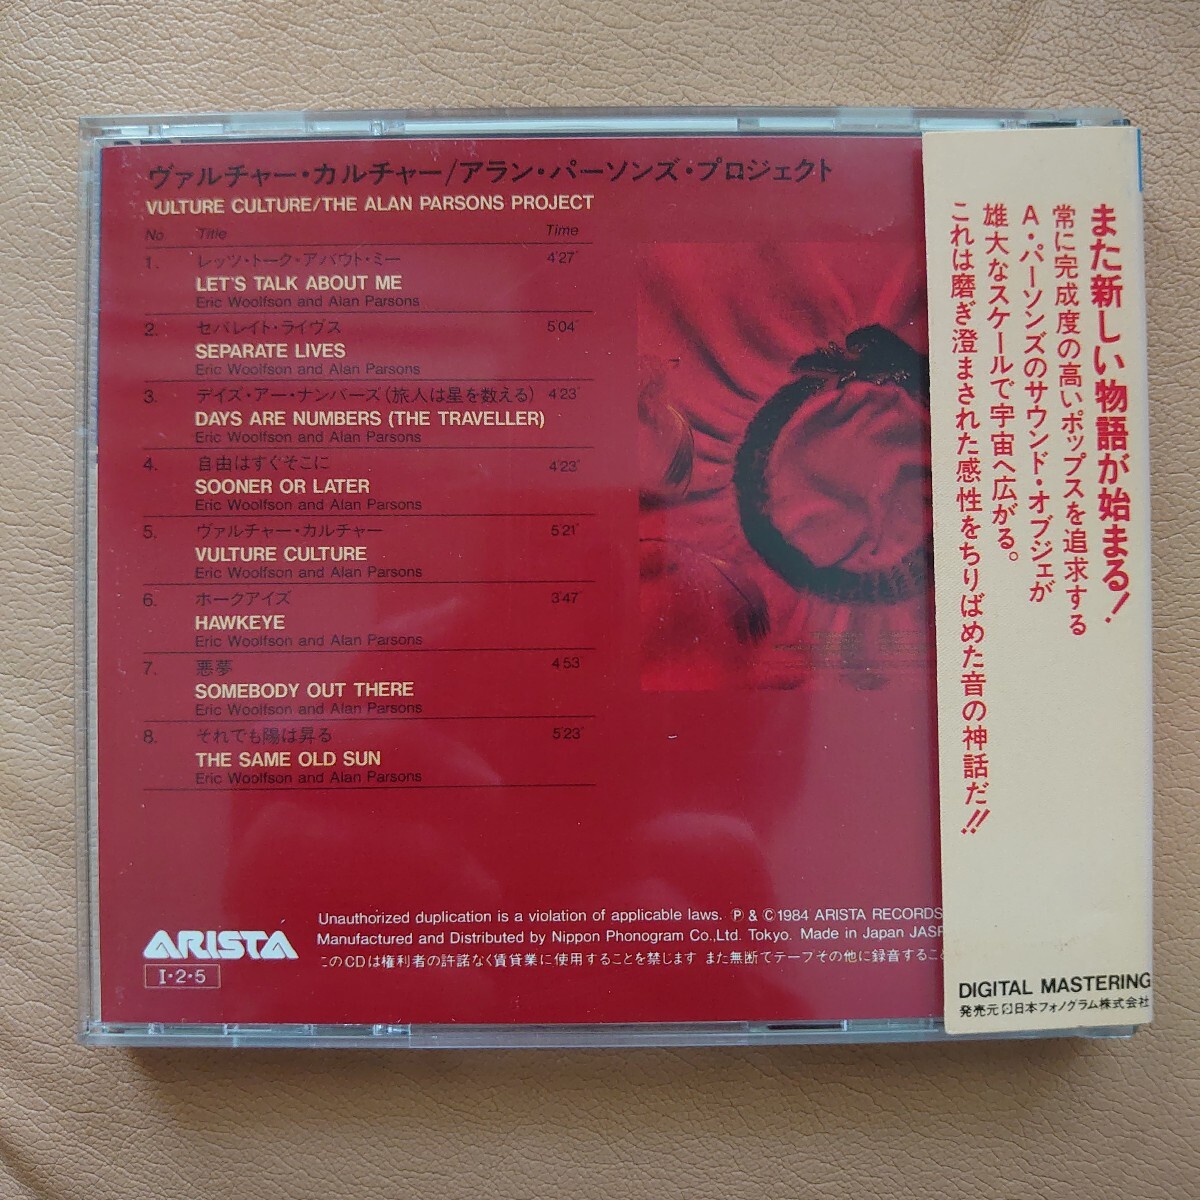 ヴァルチャー・カルチャー/アラン・パーソンズ・プロジェクト
VULTURE CULTURE/THE ALAN PARSONS PROJECT
No. Title Time
1. レッツ・トーク・アバウト・ミー 4'27"
LET'S TALK ABOUT ME
Eric Woolfson and Alan Parsons
2. セパレイト・ライヴス 5'04"
SEPARATE LIVES
Eric Woolfson and Alan Parsons
3. デイズ・アー・ナンバーズ(旅人は星を数える) 4'23"
DAYS ARE NUMBERS (THE TRAVELLER)
Eric Woolfson and Alan Parsons
4. 自由はすぐそこに 4'23"
SOONER OR LATER
Eric Woolfson and Alan Parsons
5. ヴァルチャー・カルチャー 5'21"
VULTURE CULTURE
Eric Woolfson and Alan Parsons
6. ホークアイズ 3'47"
HAWKEYE
Eric Woolfson and Alan Parsons
7. 悪夢 4'53"
SOMEBODY OUT THERE
Eric Woolfson and Alan Parsons
8. それでも陽は昇る 5'23"
THE SAME OLD SUN
Eric Woolfson and Alan Parsons
ARISTA
I・2・5
Unauthorized duplication is a violation of applicable laws. Ⓟ & ©1984 ARISTA RECORDS
Manufactured and Distributed by Nippon Phonogram Co.,Ltd. Tokyo. Made in Japan JASR
このCDは権利者の許諾なく賃貸業に使用することを禁じます また無断でテープその他に録音するこ
また新しい物語が始まる!
常に完成度の高いポップスを追求する
A・パーソンズのサウンド・オブジェが
雄大なスケールで宇宙へ広がる。
これは磨ぎ澄まされた感性をちりばめた音の神話だ!!
DIGITAL MASTERING
発売元 日本フォノグラム株式会社